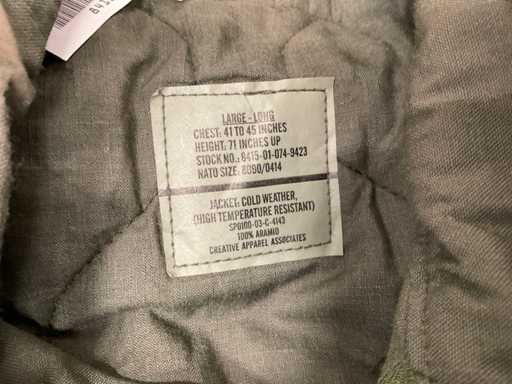 LARGE - LONG
CHEST: 41 TO 45 INCHES
HEIGHT: 71 INCHES UP
STOCK NO.: 8415-01-074-9423
NATO SIZE: 8090/0414
JACKET: COLD WEATHER,
(HIGH TEMPERATURE RESISTANT)
SP0100-03-C-4143
100% ARAMID
CREATIVE APPAREL ASSOCIATES